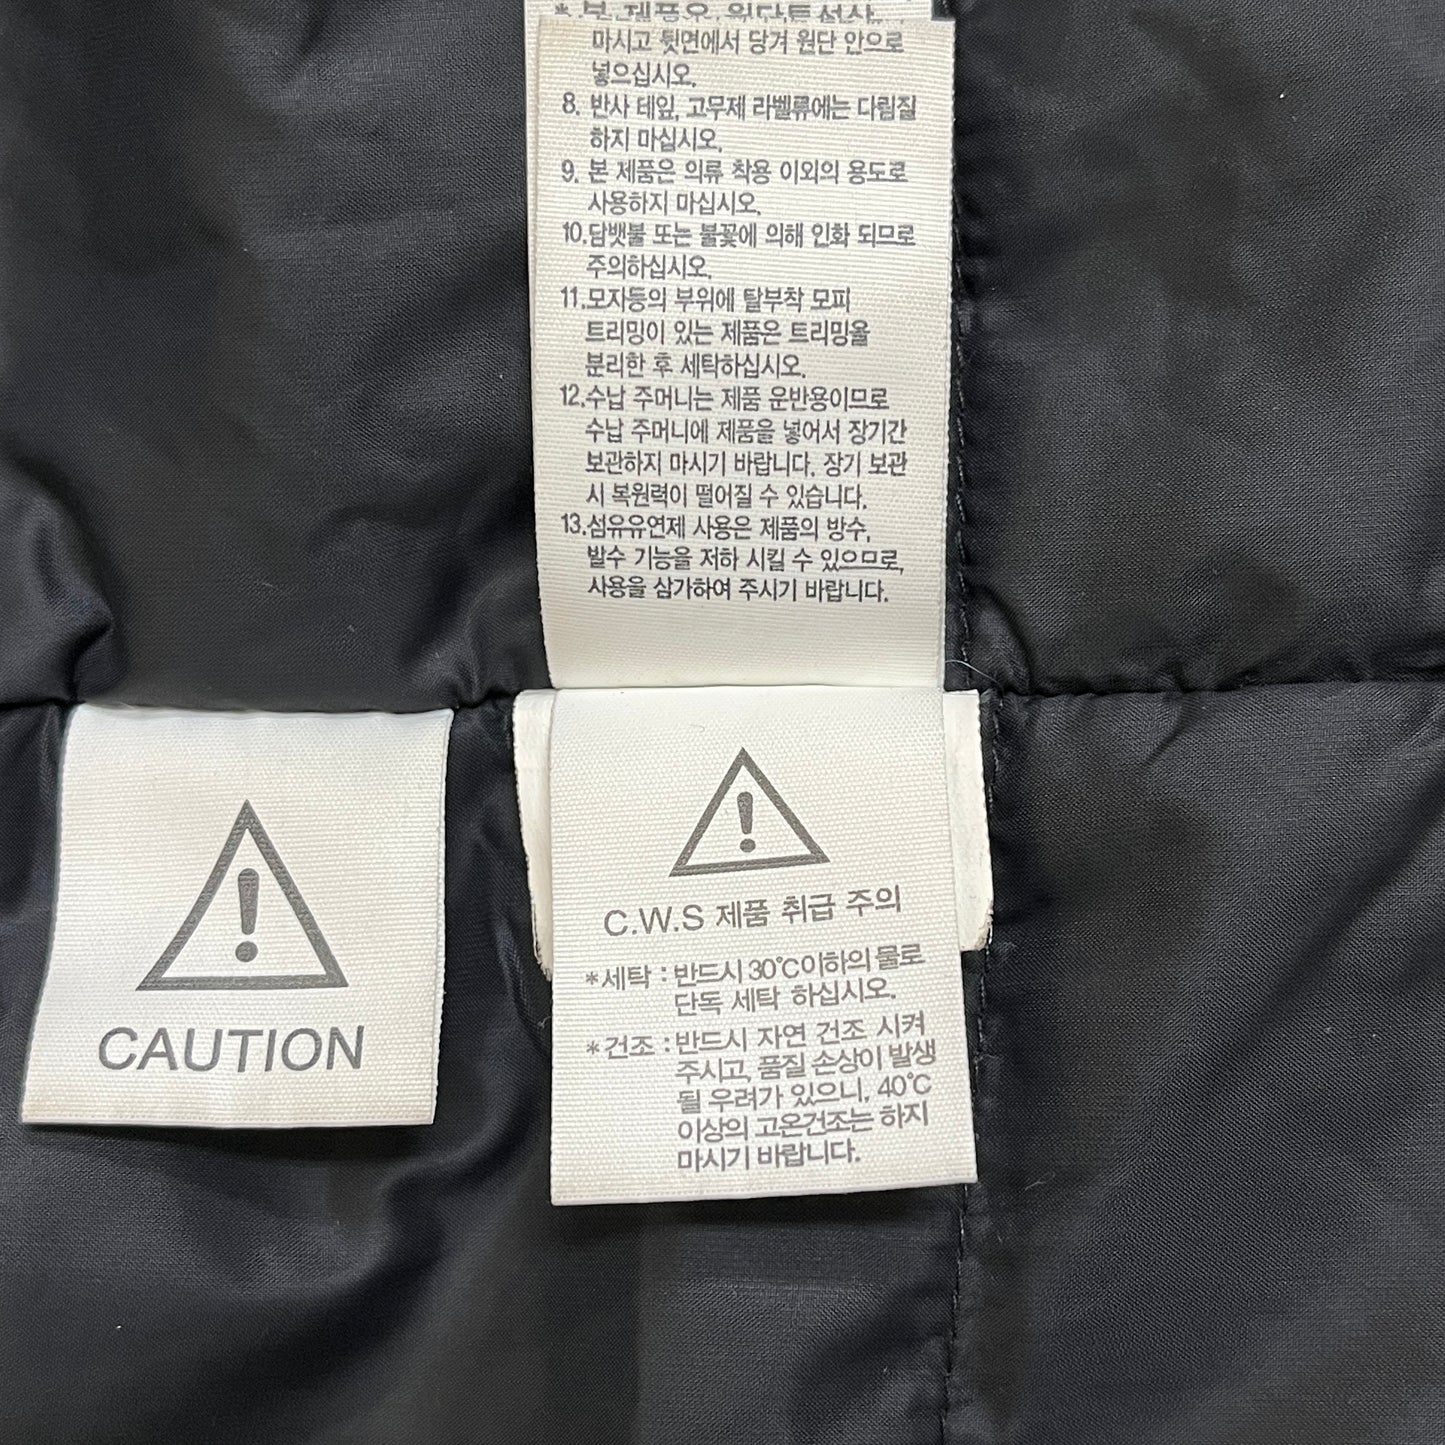 * 본 제품은 원단특성상
마시고 뒷면에서 당겨 원단 안으로
넣으십시오.
8. 반사 테잎, 고무제 라벨류에는 다림질
하지 마십시오.
9. 본 제품은 의류 착용 이외의 용도로
사용하지 마십시오.
10.담뱃불 또는 불꽃에 의해 인화 되므로
주의하십시오.
11.모자등의 부위에 탈부착 모피
트리밍이 있는 제품은 트리밍을
분리한 후 세탁하십시오.
12.수납 주머니는 제품 운반용이므로
수납 주머니에 제품을 넣어서 장기간
보관하지 마시기 바랍니다. 장기 보관
시 복원력이 떨어질 수 있습니다.
13.섬유유연제 사용은 제품의 방수,
발수 기능을 저하 시킬 수 있으므로,
사용을 삼가하여 주시기 바랍니다.
CAUTION
C.W.S 제품 취급 주의
*세탁 : 반드시 30℃이하의 물로
단독 세탁 하십시오.
*건조 : 반드시 자연 건조 시켜
주시고, 품질 손상이 발생
될 우려가 있으니, 40℃
이상의 고온건조는 하지
마시기 바랍니다.